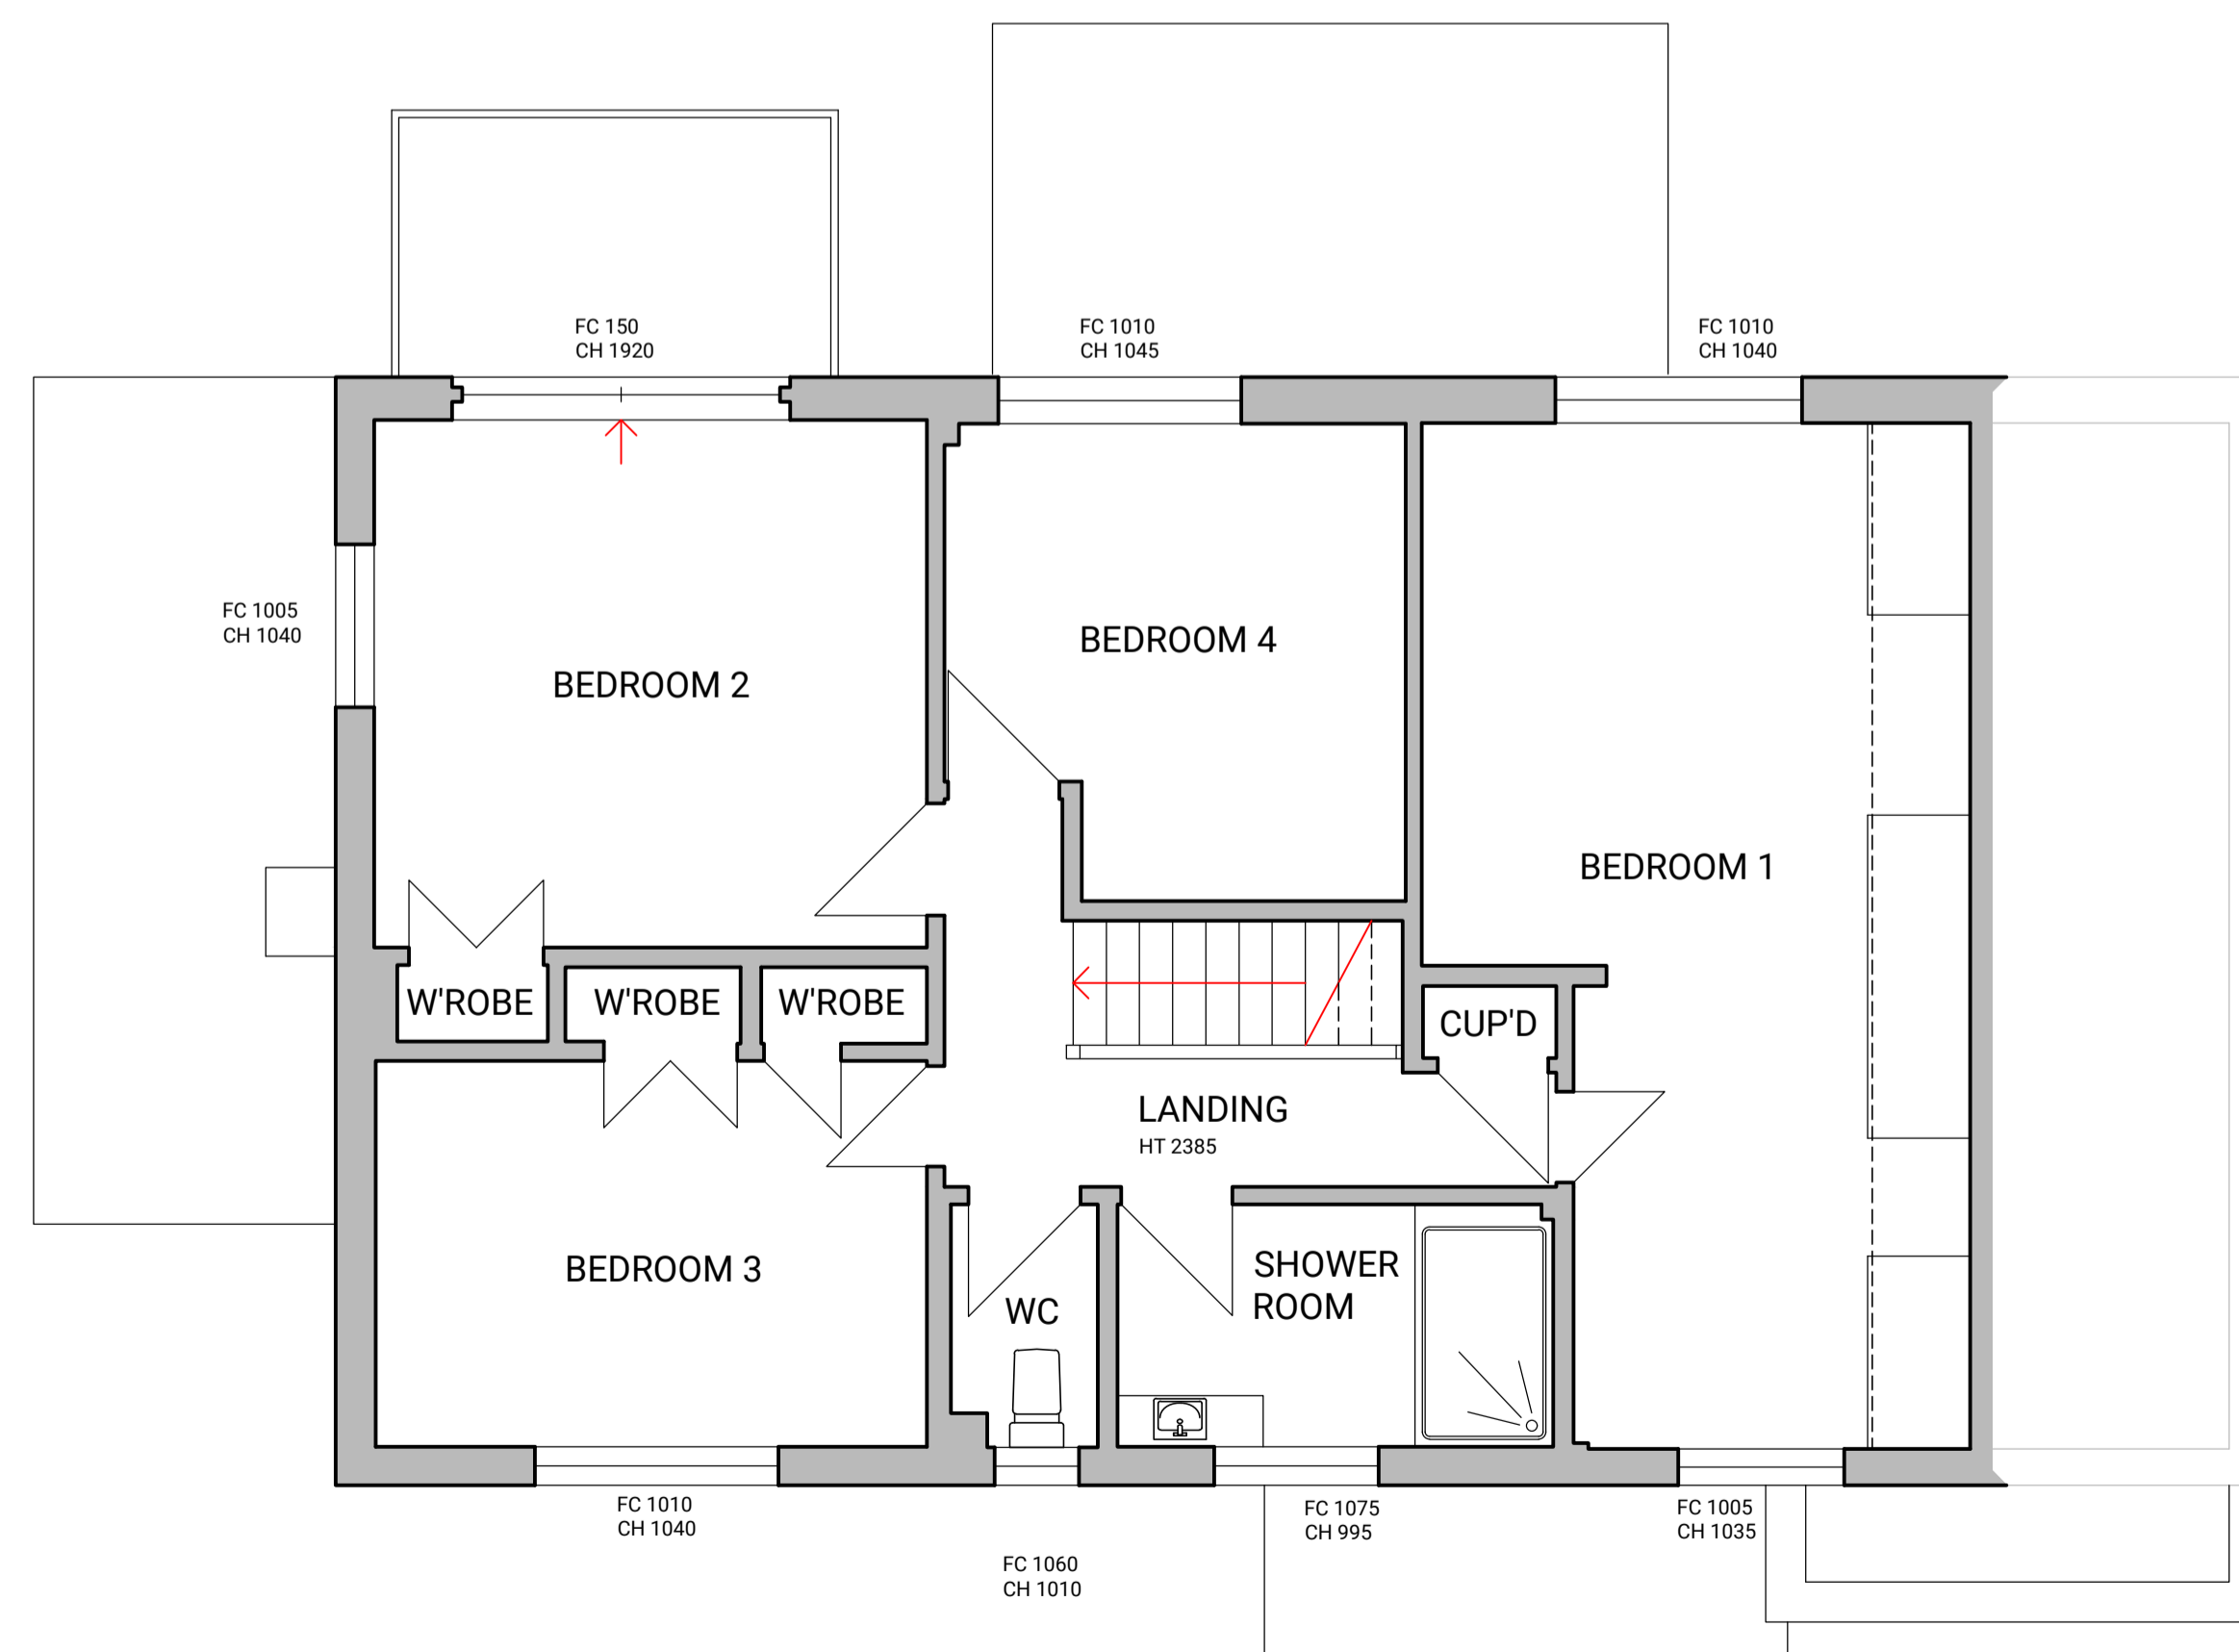 FC 150
CH 1920
FC 1010
CH 1045
FC 1010
CH 1040
FC 1005
CH 1040
BEDROOM 2
BEDROOM 4
BEDROOM 1
W'ROBE
W'ROBE
W'ROBE
CUP'D
LANDING
HT 2385
BEDROOM 3
WC
SHOWER
ROOM
FC 1010
CH 1040
FC 1060
CH 1010
FC 1075
CH 995
FC 1005
CH 1035